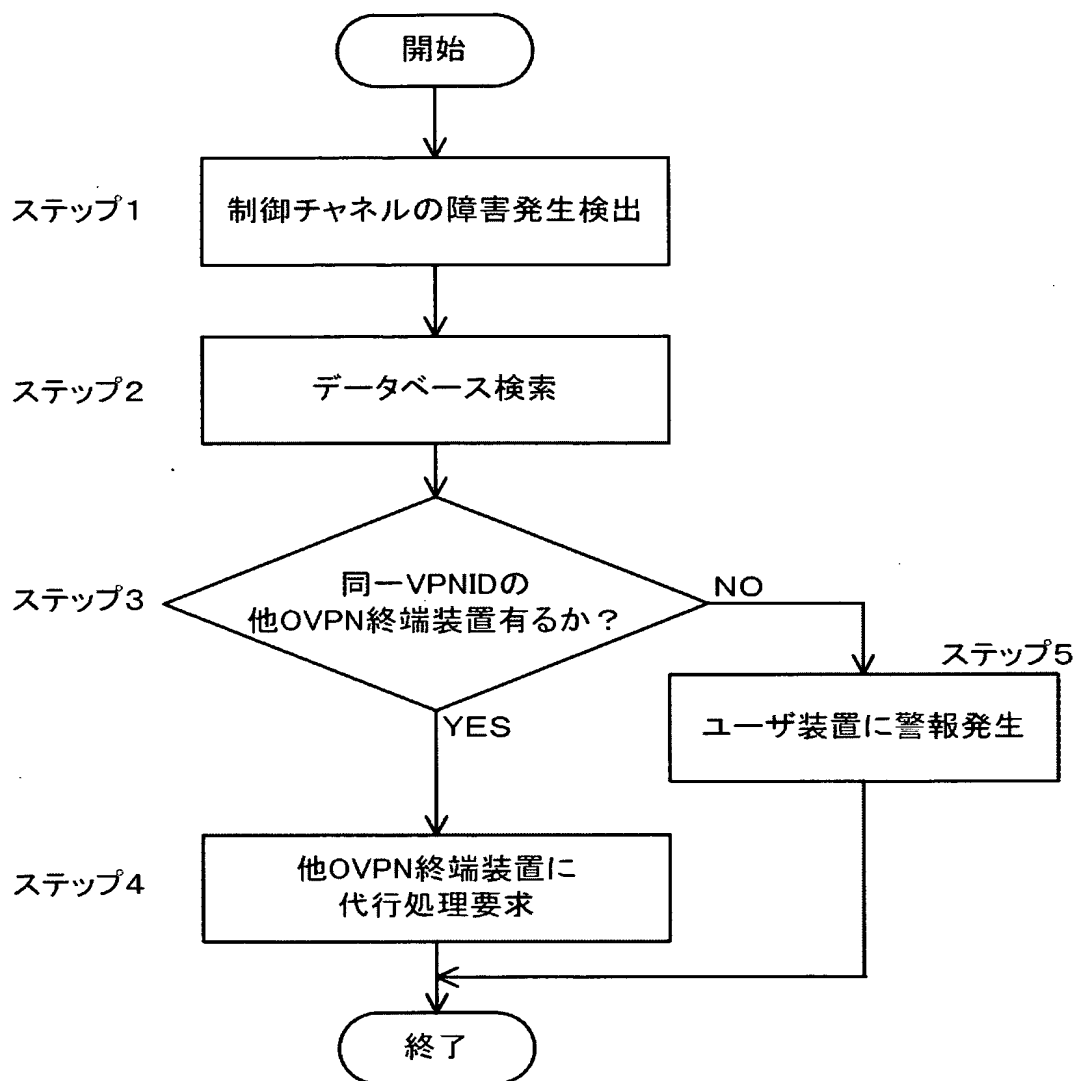 開始
ステップ1
制御チャネルの障害発生検出
ステップ2
データベース検索
ステップ3
同一VPNIDの
他OVPN終端装置有るか?
NO
ステップ5
ユーザ装置に警報発生
YES
ステップ4
他OVPN終端装置に
代行処理要求
終了